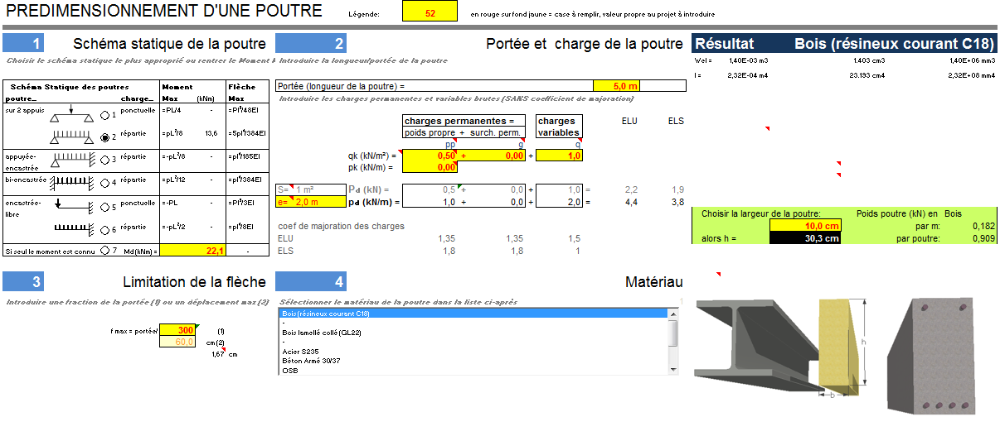 PREDIMENSIONNEMENT D'UNE POUTRE
Légende: 52 en rouge sur fond jaune = case à remplir, valeur propre au projet à introduire
1 Schéma statique de la poutre
Choisir le schéma statique le plus approprié ou rentrer le Moment
Schéma Statique des poutres Moment Flèche
poutre... charge... Max (kNm) Max
sur 2 appuis 1 ponctuelle =PL/4 - =Pl³/48EI
2 répartie =pL²/8 13,6 =5pl⁴/384EI
appuyée-encastrée 3 répartie =-pL²/8 - =pl⁴/185EI
bi-encastrée 4 répartie =-pL²/12 - =pl⁴/384EI
encastrée-libre 5 ponctuelle =-PL - =Pl³/3EI
6 répartie =-pL²/2 - =pl⁴/8EI
Si seul le moment est connu 7 Md(kNm) = 22,1 -
2 Portée et charge de la poutre
Introduire la longueur/portée de la poutre
Portée (longueur de la poutre) = 5,0 m
Introduire les charges permanentes et variables brutes (SANS coefficient de majoration)
charges permanentes = charges ELU ELS
poids propre + surch. perm. variables
pp g q
qk (kN/m²) = 0,50 + 0,00 + 1,0
pk (kN/m) = 0,00
S= 1 m² Pd (kN) = 0,5 + 0,0 + 1,0 = 2,2 1,9
e= 2,0 m pd (kN/m) = 1,0 + 0,0 + 2,0 = 4,4 3,8
coef de majoration des charges
ELU 1,35 1,35 1,5
ELS 1,8 1,8 1
Résultat Bois (résineux courant C18)
Wel = 1,40E-03 m3 1.403 cm3 1,40E+06 mm3
I = 2,32E-04 m4 23.193 cm4 2,32E+08 mm4
Choisir la largeur de la poutre: Poids poutre (kN) en Bois
10,0 cm par m: 0,182
alors h = 30,3 cm par poutre: 0,909
3 Limitation de la flèche
Introduire une fraction de la portée (1) ou un déplacement max (2)
f max = portée/ 300 (1)
60,0 cm (2)
1,67 cm
4 Matériau
Sélectionner le matériau de la poutre dans la liste ci-après
Bois (résineux courant C18)
-
Bois lamellé collé (GL22)
-
Acier S235
Béton Armé 30/37
OSB
h
b